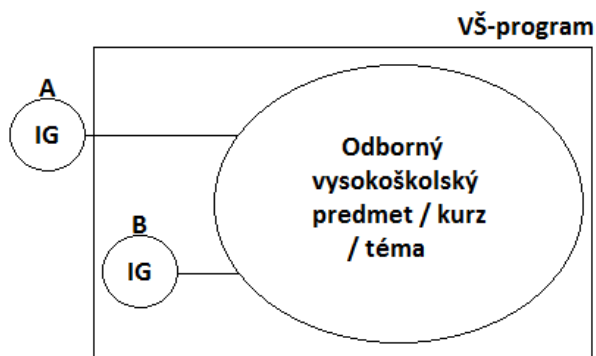 VŠ-program
A
IG
Odborný
vysokoškolský
predmet / kurz
/ téma
B
IG